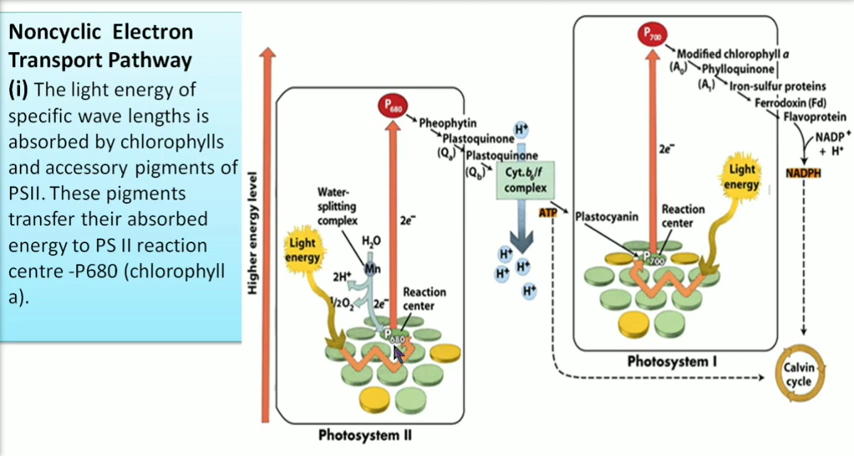 Noncyclic Electron
Transport Pathway
(i) The light energy of
specific wave lengths is
absorbed by chlorophylls
and accessory pigments of
PSII. These pigments
transfer their absorbed
energy to PS II reaction
centre -P680 (chlorophyll
a).
Higher energy level
P680
Pheophytin
Plastoquinone
(Qa)
Plastoquinone
(Qb)
Water-
splitting
complex
2e⁻
Light
energy
H₂O
Mn
2H⁺
1/2O₂
2e⁻
Reaction
center
P680
Photosystem II
H⁺
Cyt.b₆/f
complex
ATP
H⁺
H⁺
H⁺
H⁺
Plastocyanin
P700
Modified chlorophyll a
(A₀)
Phylloquinone
(A₁)
Iron-sulfur proteins
Ferrodoxin (Fd)
Flavoprotein
NADP⁺
+ H⁺
NADPH
2e⁻
Light
energy
Reaction
center
P700
Photosystem I
Calvin
cycle